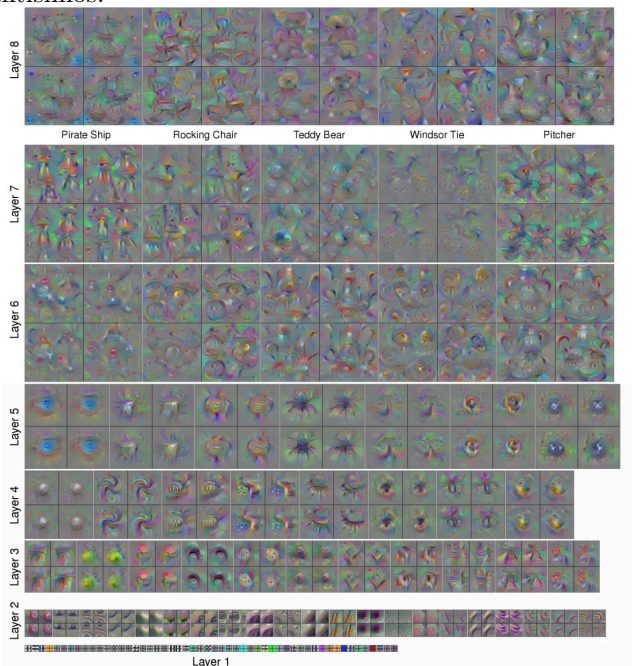 Layer 8
Pirate Ship Rocking Chair Teddy Bear Windsor Tie Pitcher
Layer 7
Layer 6
Layer 5
Layer 4
Layer 3
Layer 2
Layer 1